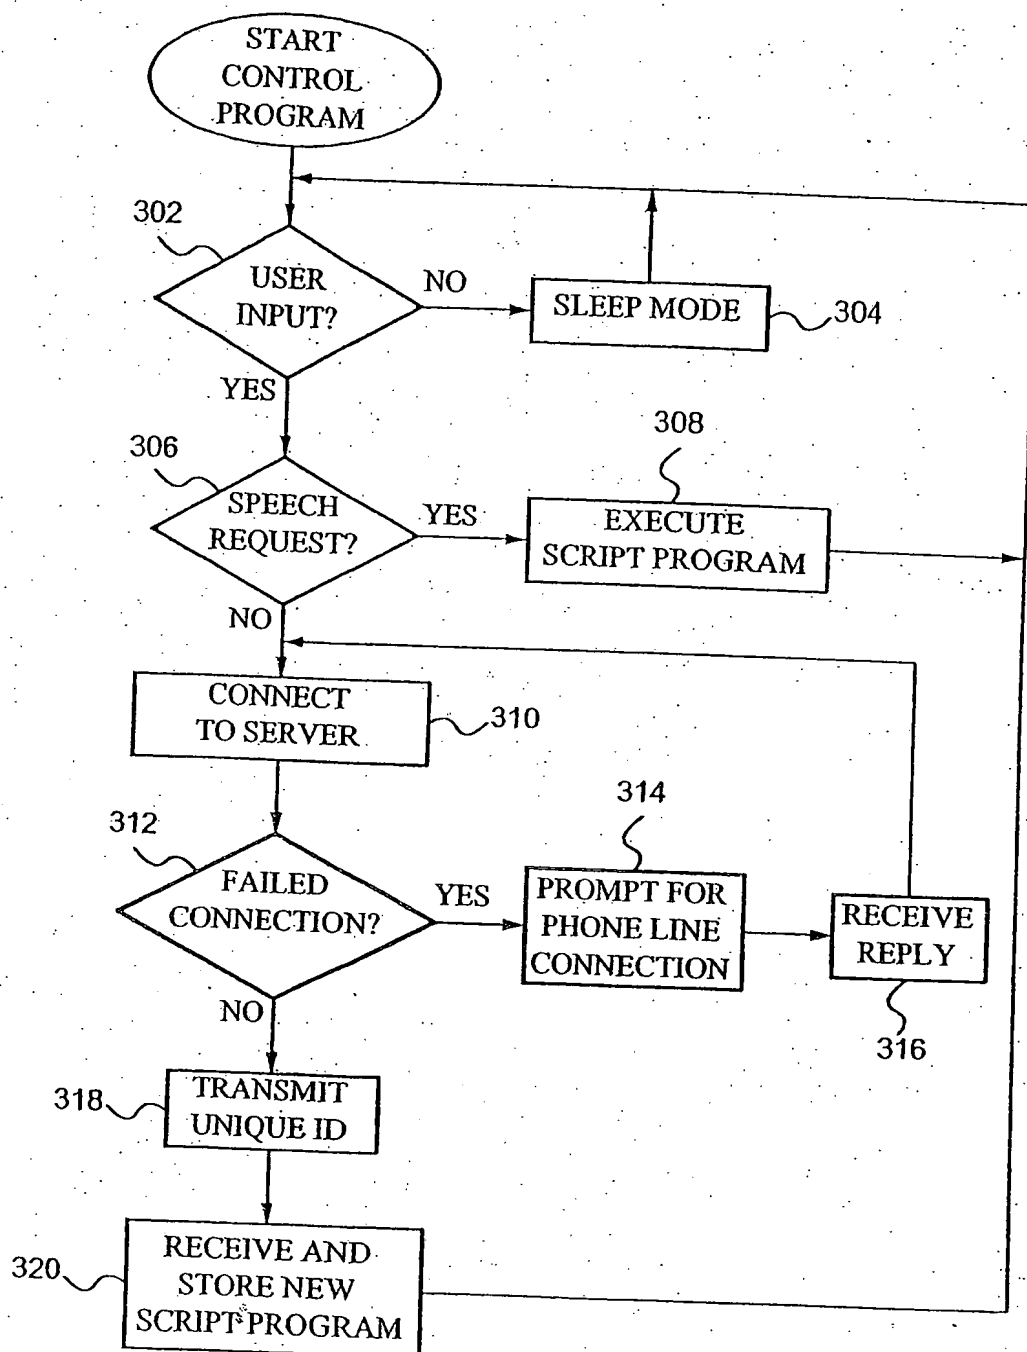 START
CONTROL
PROGRAM
302
USER
INPUT?
NO
SLEEP MODE
304
YES
306
SPEECH
REQUEST?
YES
308
EXECUTE
SCRIPT PROGRAM
NO
CONNECT
TO SERVER
310
312
FAILED
CONNECTION?
YES
314
PROMPT FOR
PHONE LINE
CONNECTION
RECEIVE
REPLY
316
NO
318
TRANSMIT
UNIQUE ID
320
RECEIVE AND
STORE NEW
SCRIPT PROGRAM